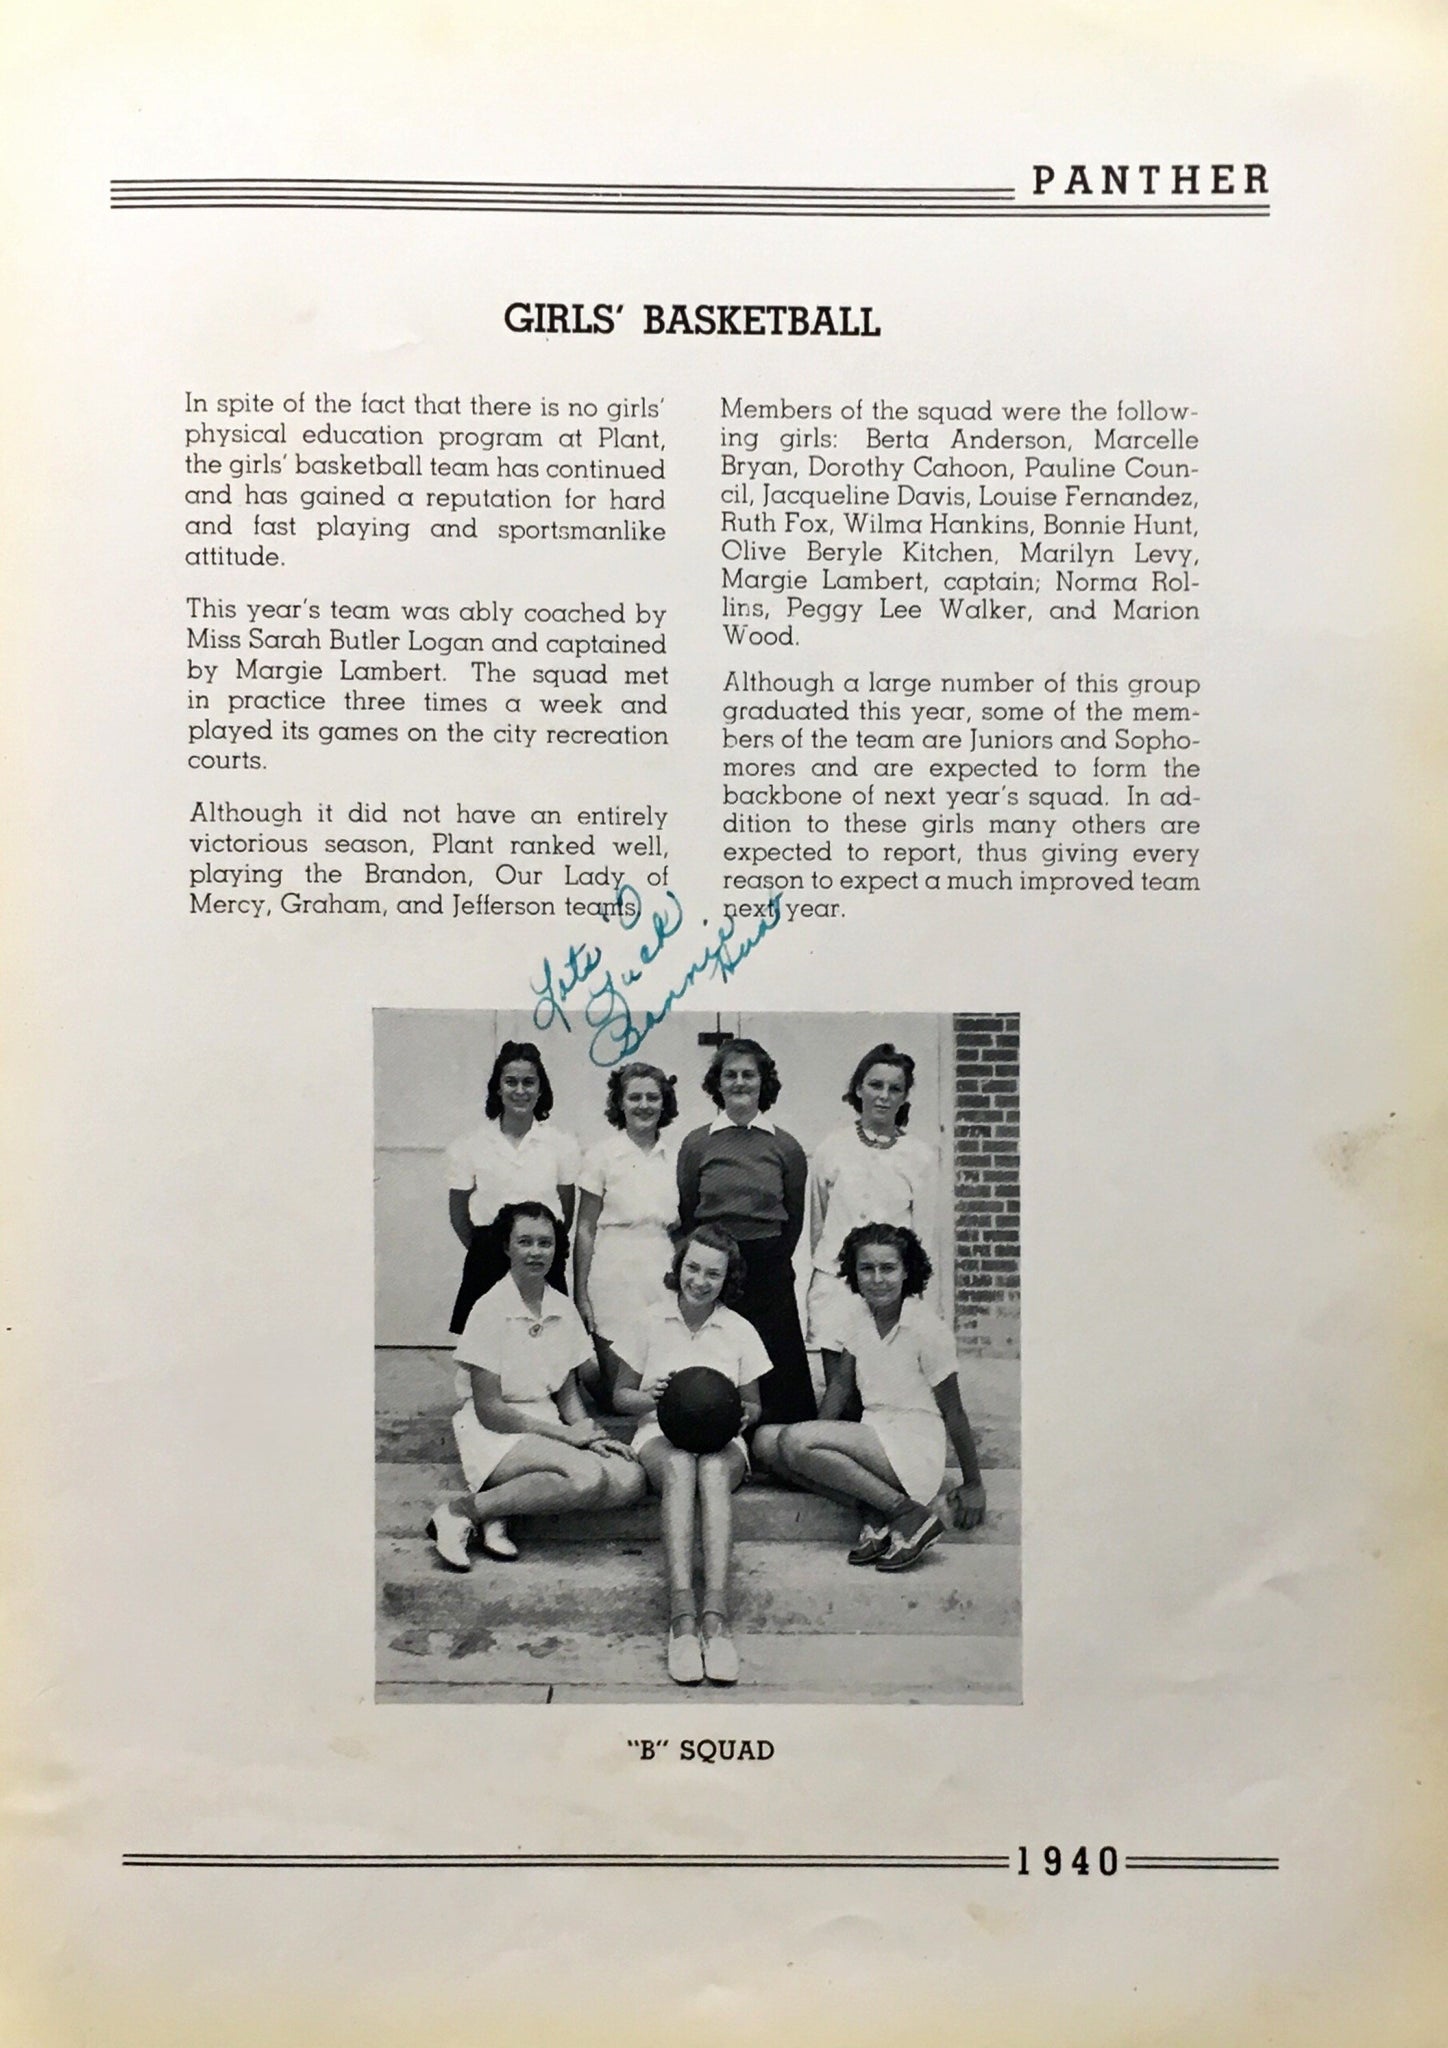 PANTHER
GIRLS' BASKETBALL
In spite of the fact that there is no girls'
physical education program at Plant,
the girls' basketball team has continued
and has gained a reputation for hard
and fast playing and sportsmanlike
attitude.
This year's team was ably coached by
Miss Sarah Butler Logan and captained
by Margie Lambert. The squad met
in practice three times a week and
played its games on the city recreation
courts.
Although it did not have an entirely
victorious season, Plant ranked well,
playing the Brandon, Our Lady of
Mercy, Graham, and Jefferson teams.
Members of the squad were the follow-
ing girls: Berta Anderson, Marcelle
Bryan, Dorothy Cahoon, Pauline Coun-
cil, Jacqueline Davis, Louise Fernandez,
Ruth Fox, Wilma Hankins, Bonnie Hunt,
Olive Beryle Kitchen, Marilyn Levy,
Margie Lambert, captain; Norma Rol-
lins, Peggy Lee Walker, and Marion
Wood.
Although a large number of this group
graduated this year, some of the mem-
bers of the team are Juniors and Sopho-
mores and are expected to form the
backbone of next year's squad. In ad-
dition to these girls many others are
expected to report, thus giving every
reason to expect a much improved team
next year.
Lots O
Luck
Bonnie
Hunt
"B" SQUAD
1940